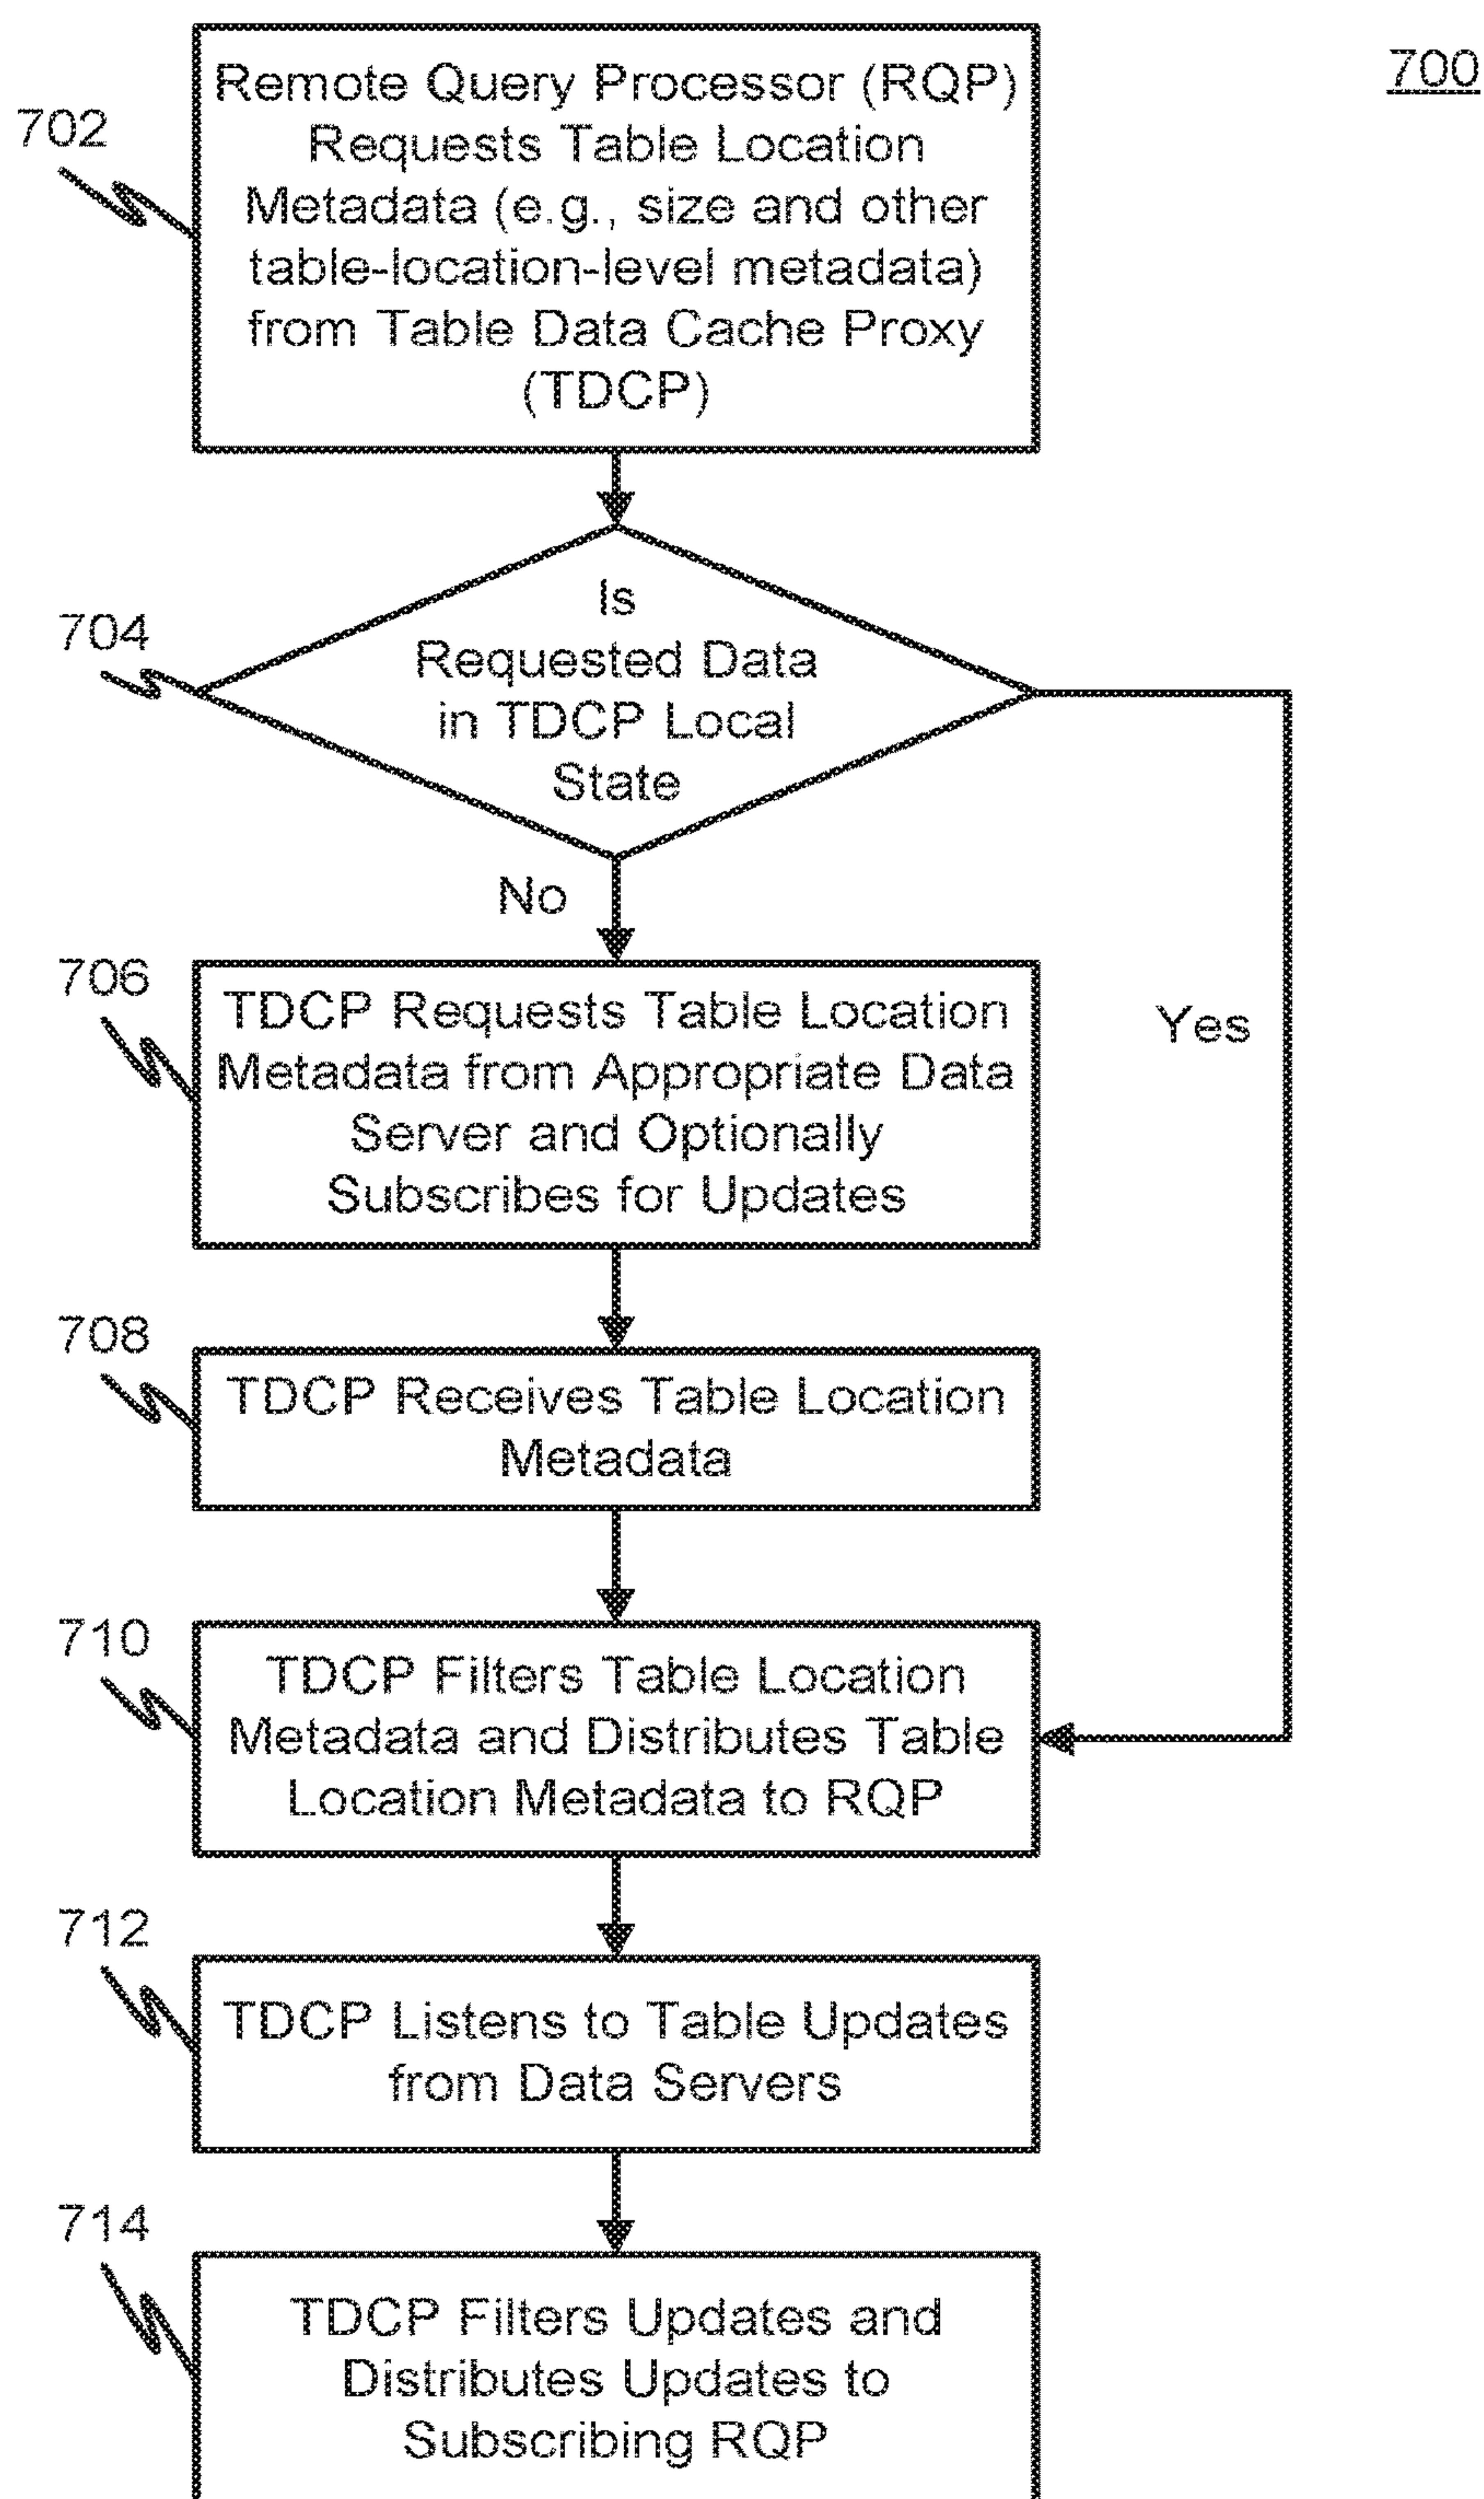 700
702
Remote Query Processor (RQP)
Requests Table Location
Metadata (e.g., size and other
table-location-level metadata)
from Table Data Cache Proxy
(TDCP)
704
Is
Requested Data
in TDCP Local
State
No
Yes
706
TDCP Requests Table Location
Metadata from Appropriate Data
Server and Optionally
Subscribes for Updates
708
TDCP Receives Table Location
Metadata
710
TDCP Filters Table Location
Metadata and Distributes Table
Location Metadata to RQP
712
TDCP Listens to Table Updates
from Data Servers
714
TDCP Filters Updates and
Distributes Updates to
Subscribing RQP